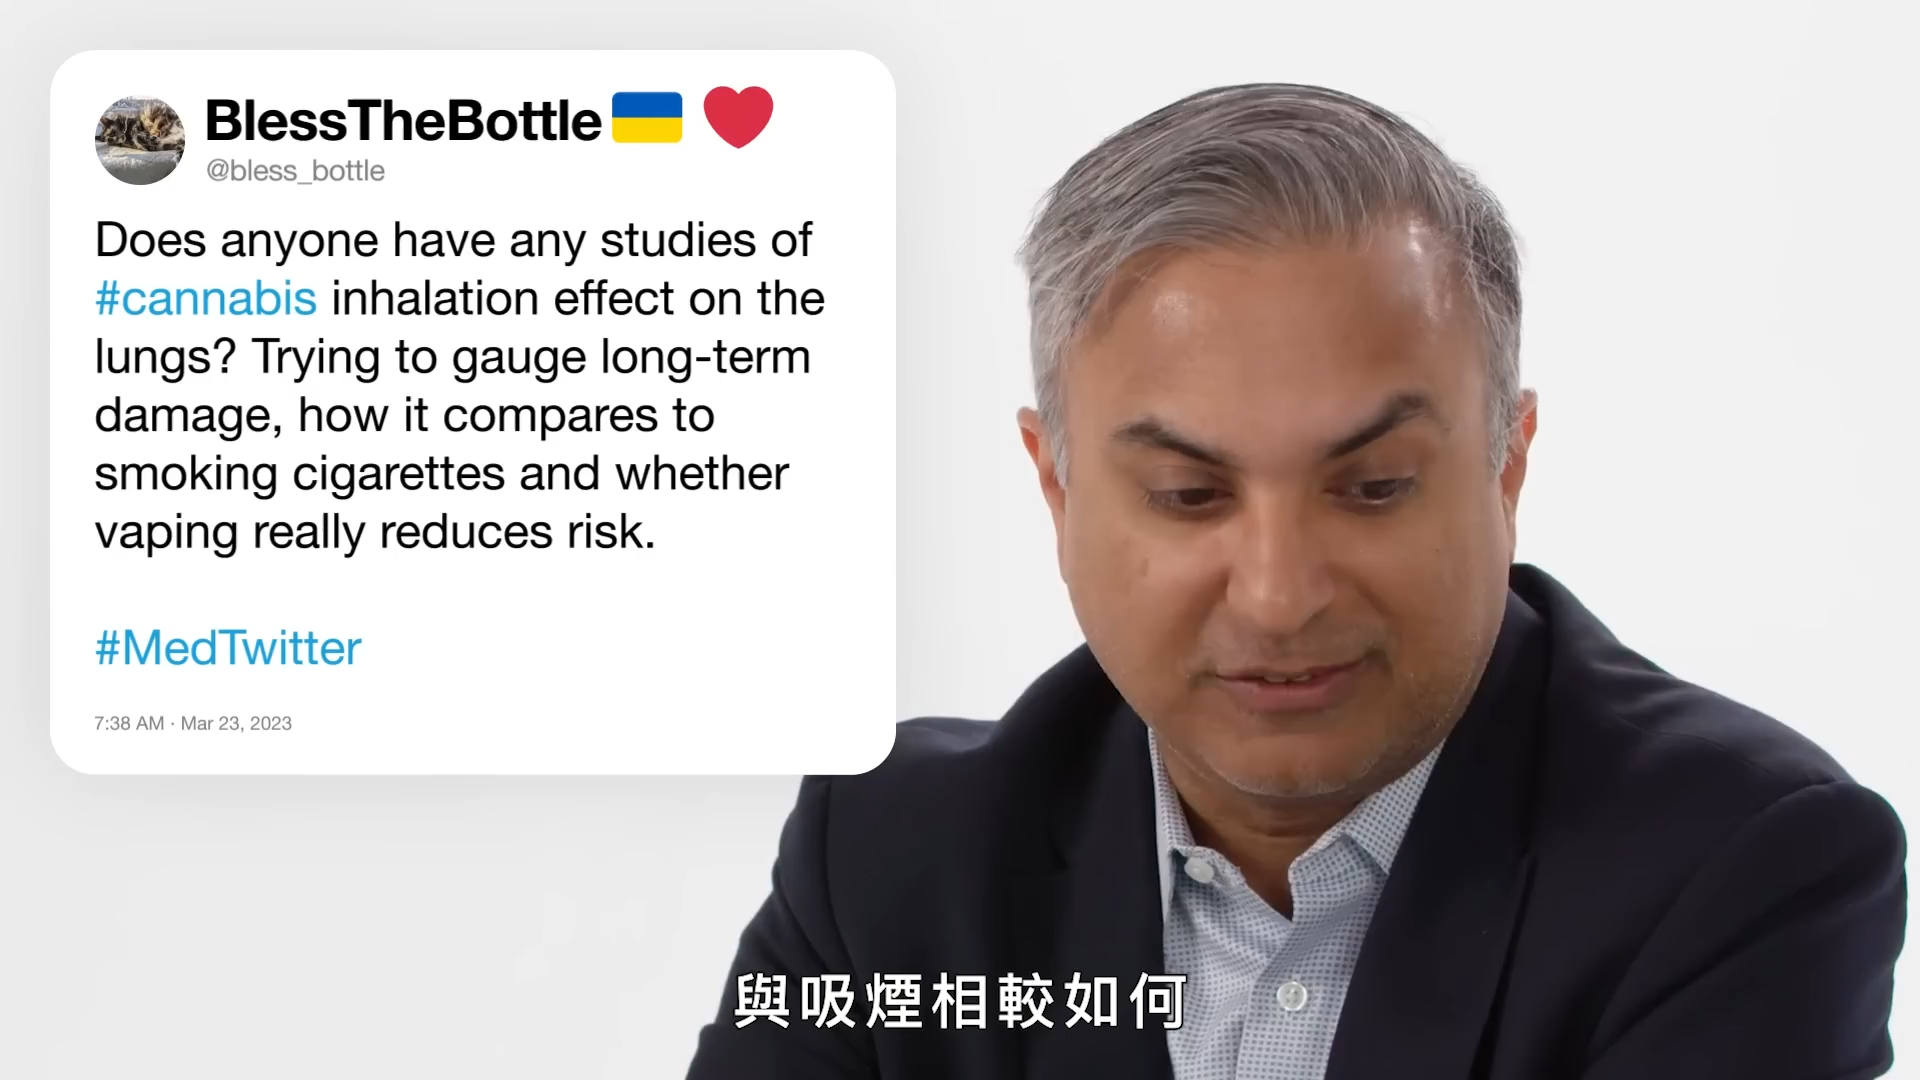 BlessTheBottle🇺🇦 ❤️
@bless_bottle
Does anyone have any studies of
#cannabis inhalation effect on the
lungs? Trying to gauge long-term
damage, how it compares to
smoking cigarettes and whether
vaping really reduces risk.
#MedTwitter
7:38 AM · Mar 23, 2023
與吸煙相較如何